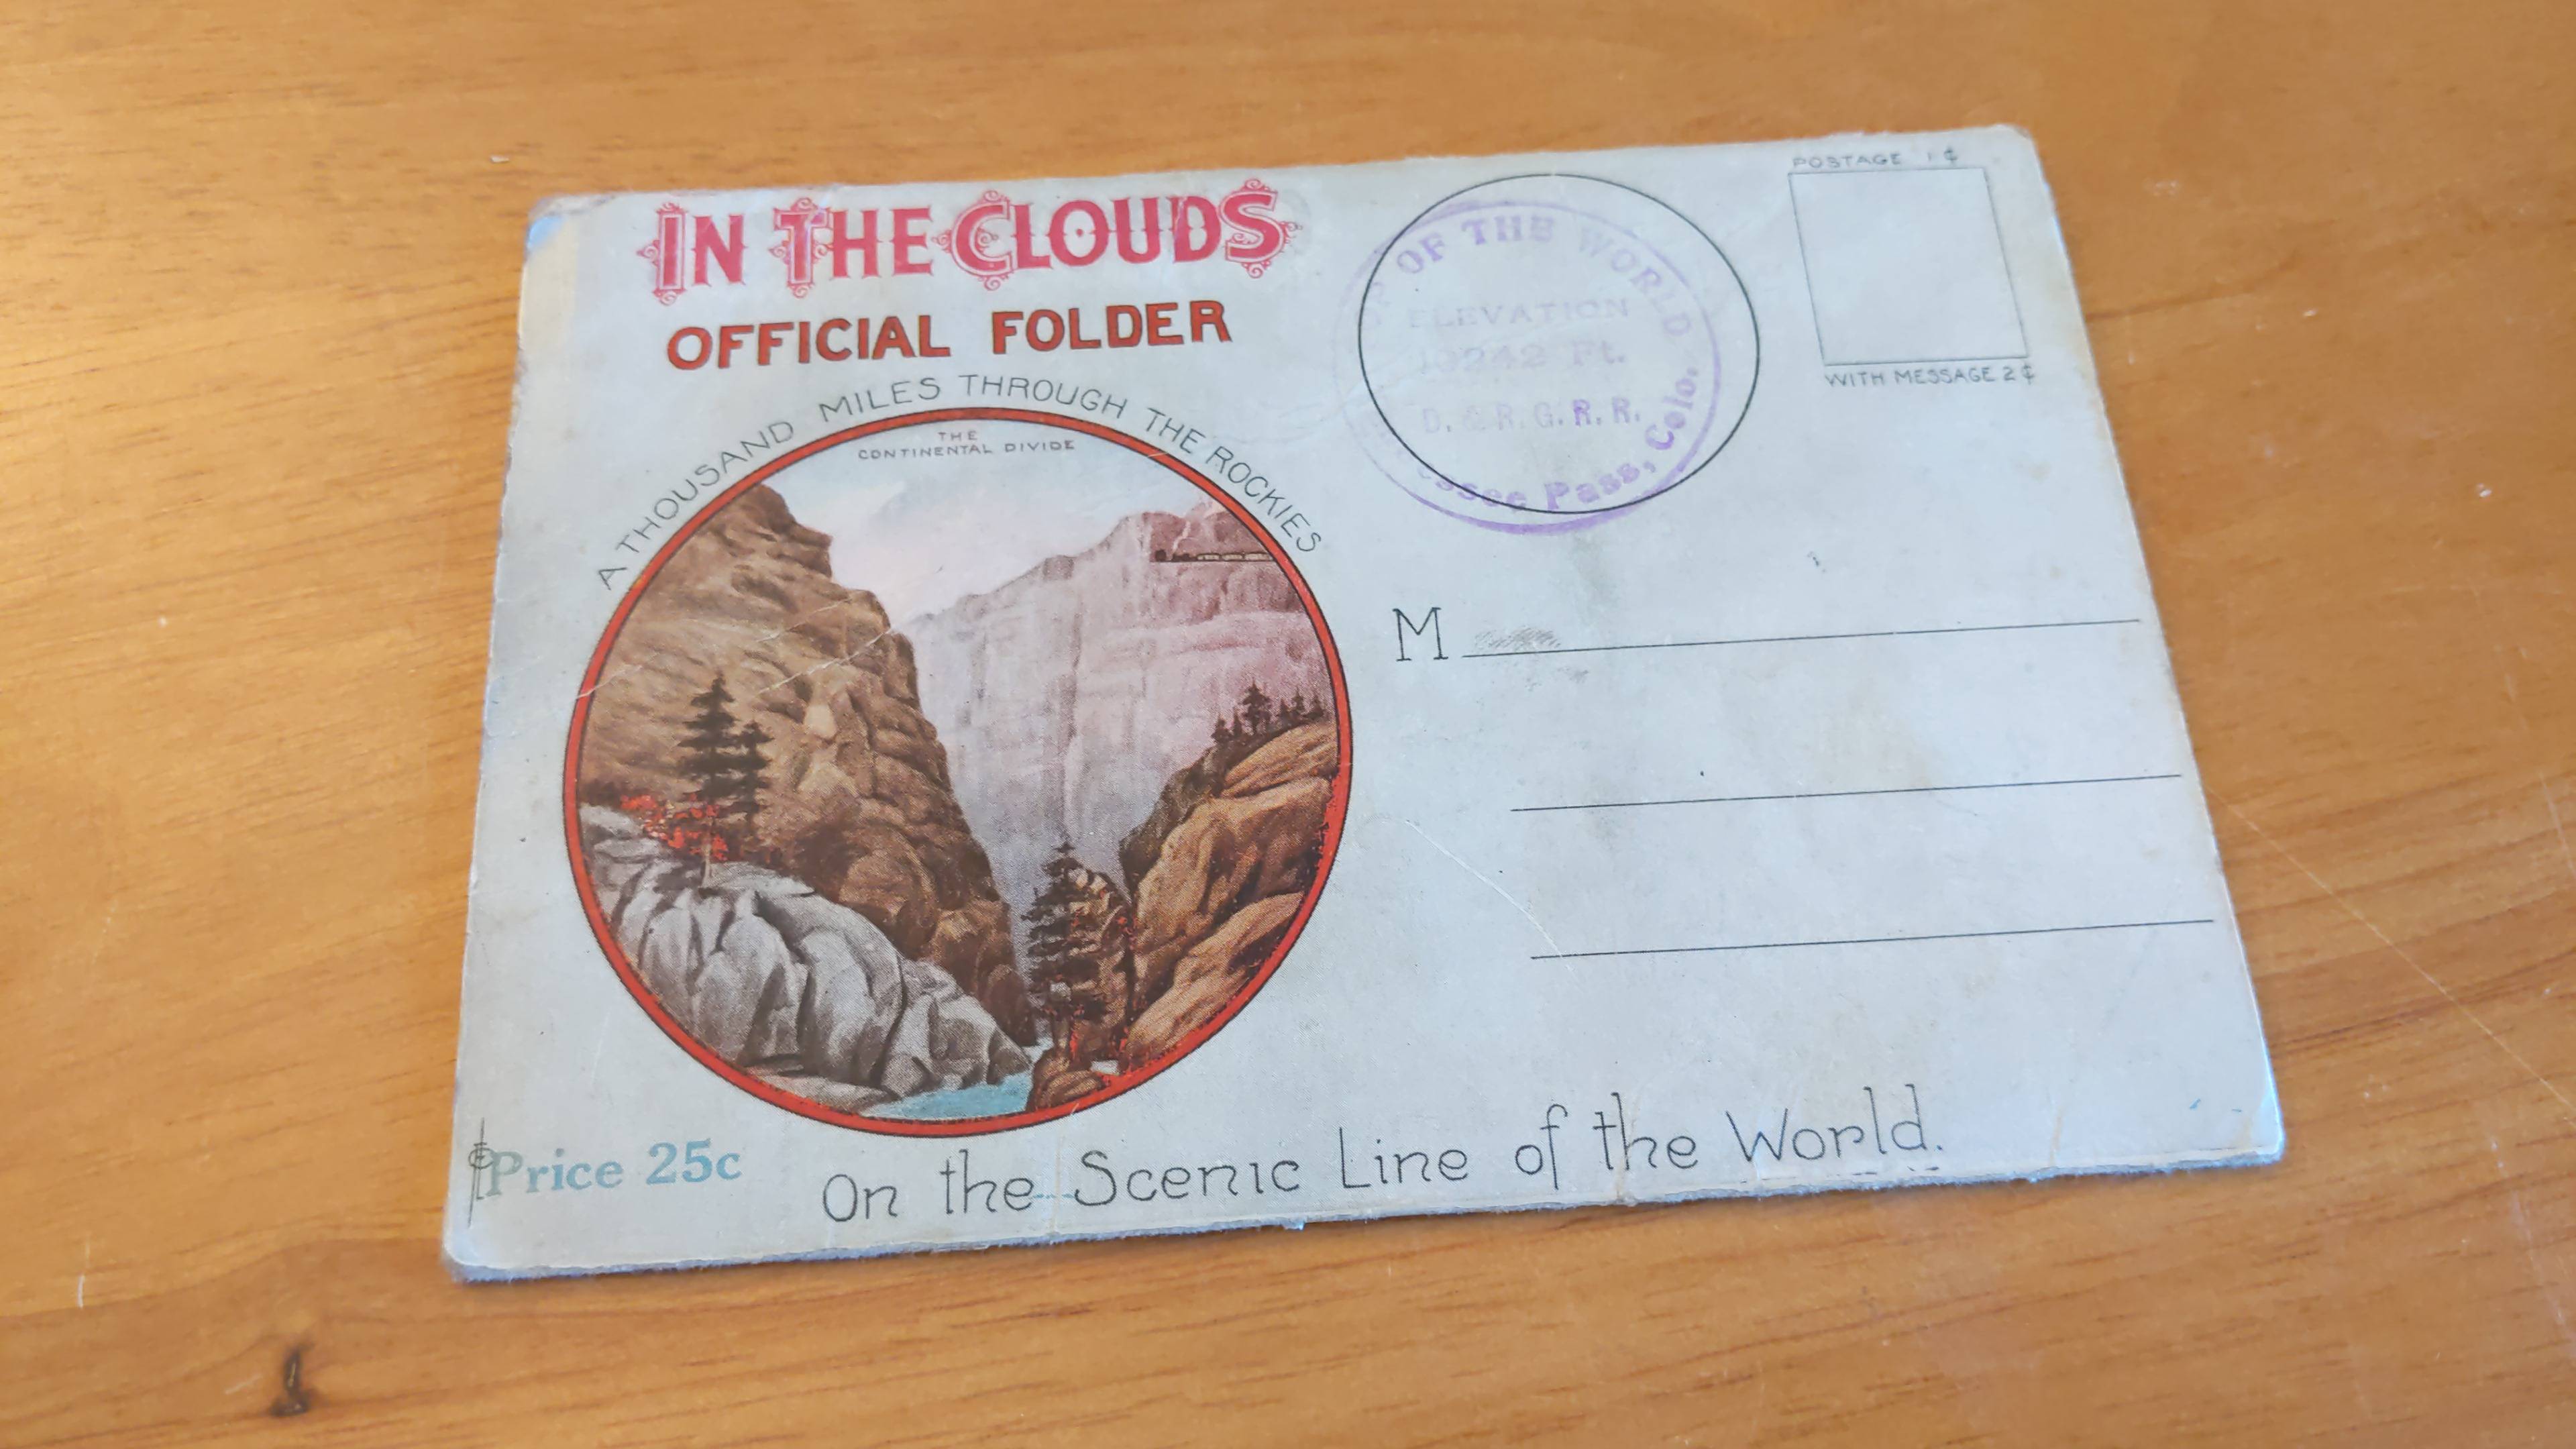 IN THE CLOUDS
OFFICIAL FOLDER
A THOUSAND MILES THROUGH THE ROCKIES
THE
CONTINENTAL DIVIDE
Price 25c
On the Scenic Line of the World.
OF THE WORLD
ELEVATION
10242 Ft.
D. & R. G. R. R.
essee Pass, Colo.
POSTAGE 1¢
WITH MESSAGE 2¢
M